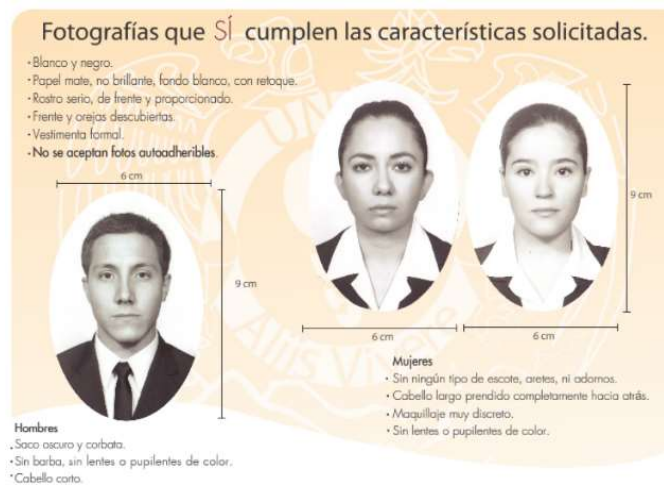 Fotografías que SÍ cumplen las características solicitadas.
• Blanco y negro.
• Papel mate, no brillante, fondo blanco, con retoque.
• Rostro serio, de frente y proporcionado.
• Frente y orejas descubiertas.
• Vestimenta formal.
• No se aceptan fotos autoadheribles.
6 cm
9 cm
Hombres
• Saco oscuro y corbata.
• Sin barba, sin lentes o pupilentes de color.
• Cabello corto.
9 cm
6 cm
6 cm
Mujeres
• Sin ningún tipo de escote, aretes, ni adornos.
• Cabello largo prendido completamente hacia atrás.
• Maquillaje muy discreto.
• Sin lentes o pupilentes de color.